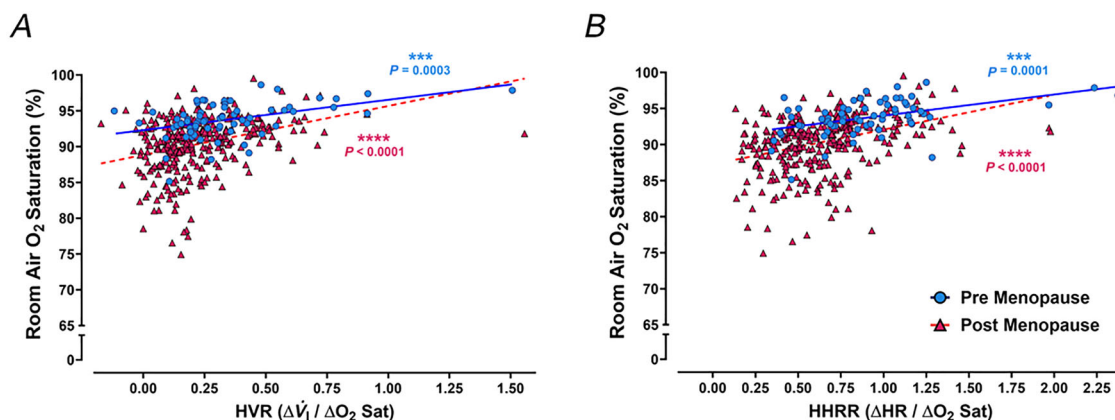 A
B
***
P = 0.0003
****
P < 0.0001
Room Air O2 Saturation (%)
100
95
90
85
80
75
70
65
0
0.00 0.25 0.50 0.75 1.00 1.25 1.50
HVR (ΔV̇I / ΔO2 Sat)
***
P = 0.0001
****
P < 0.0001
Room Air O2 Saturation (%)
100
95
90
85
80
75
70
65
0
Pre Menopause
Post Menopause
0.00 0.25 0.50 0.75 1.00 1.25 1.50 1.75 2.00 2.25
HHRR (ΔHR / ΔO2 Sat)